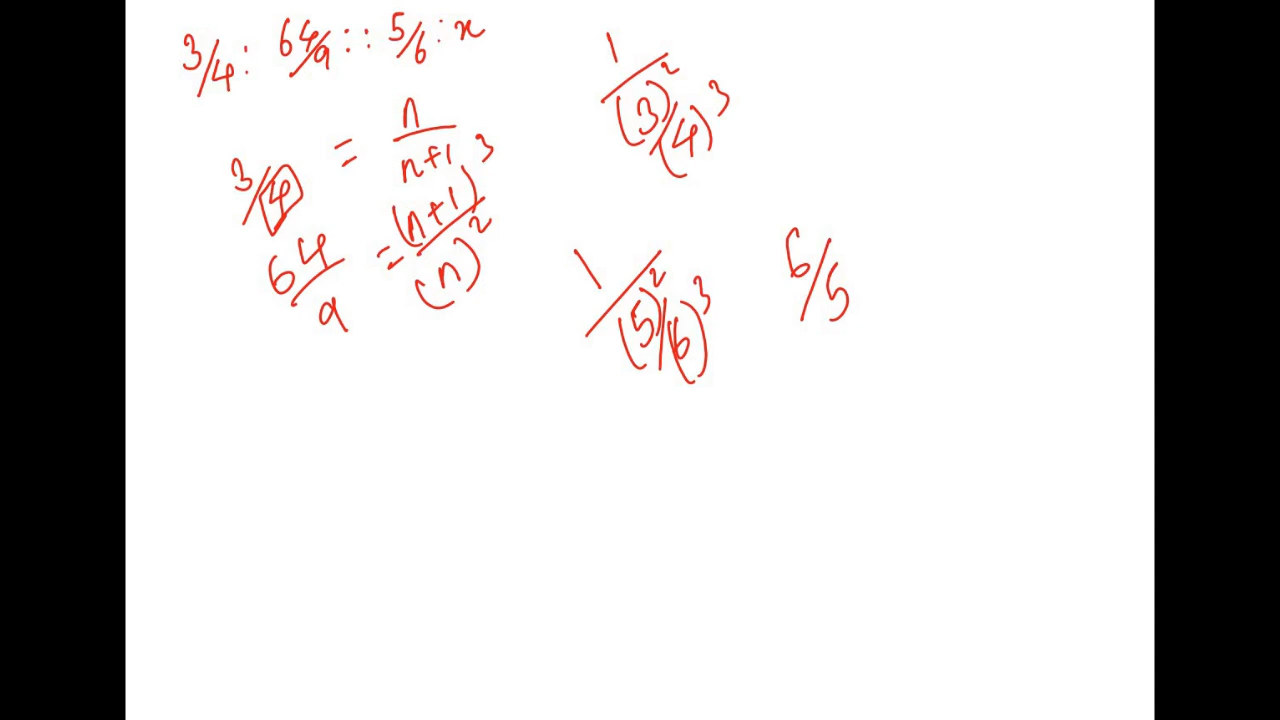 3/4 : 64/9 : : 5/6 : x
3/4 = n/n+1
64/9 = (n+1)^3/(n)^2
1/(3)^2/(4)^3
1/(5)^2/(6)^3
6/5